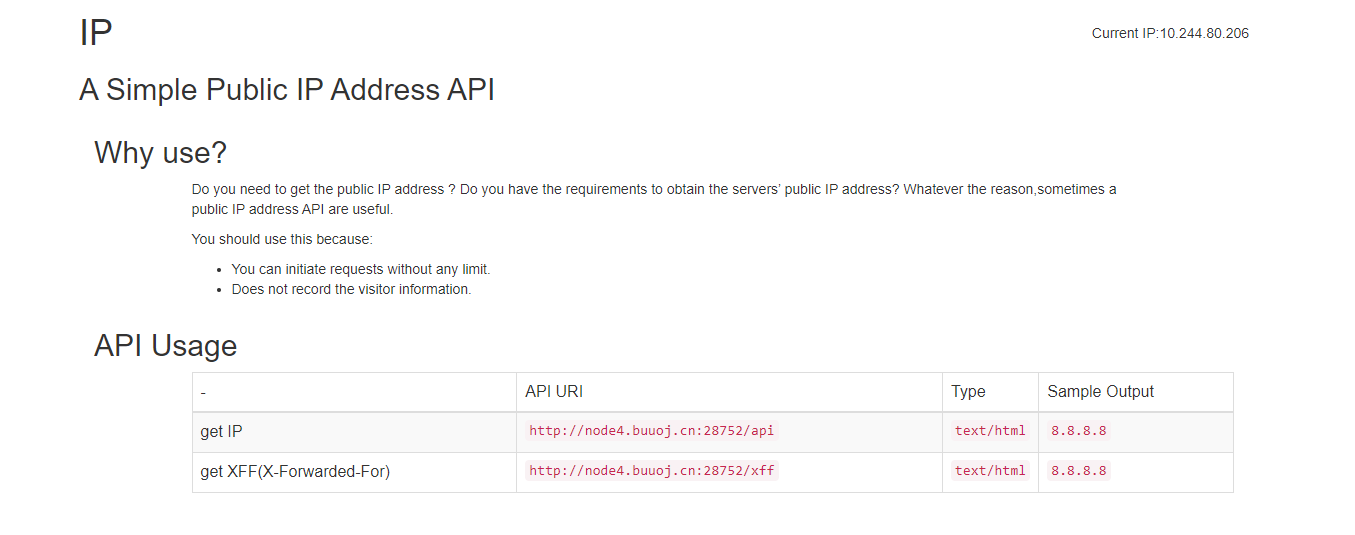 IP
Current IP:10.244.80.206
A Simple Public IP Address API
Why use?
Do you need to get the public IP address ? Do you have the requirements to obtain the servers’ public IP address? Whatever the reason,sometimes a
public IP address API are useful.
You should use this because:
• You can initiate requests without any limit.
• Does not record the visitor information.
API Usage
- API URI Type Sample Output
get IP http://node4.buuoj.cn:28752/api text/html 8.8.8.8
get XFF(X-Forwarded-For) http://node4.buuoj.cn:28752/xff text/html 8.8.8.8